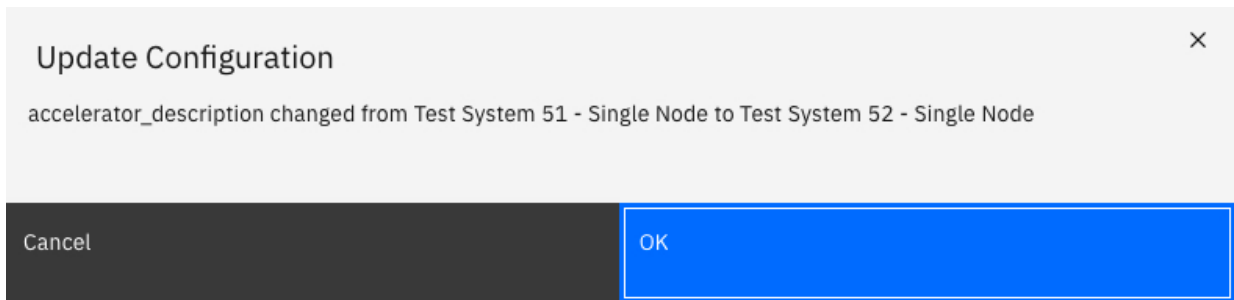 Update Configuration
accelerator_description changed from Test System 51 - Single Node to Test System 52 - Single Node
Cancel
OK